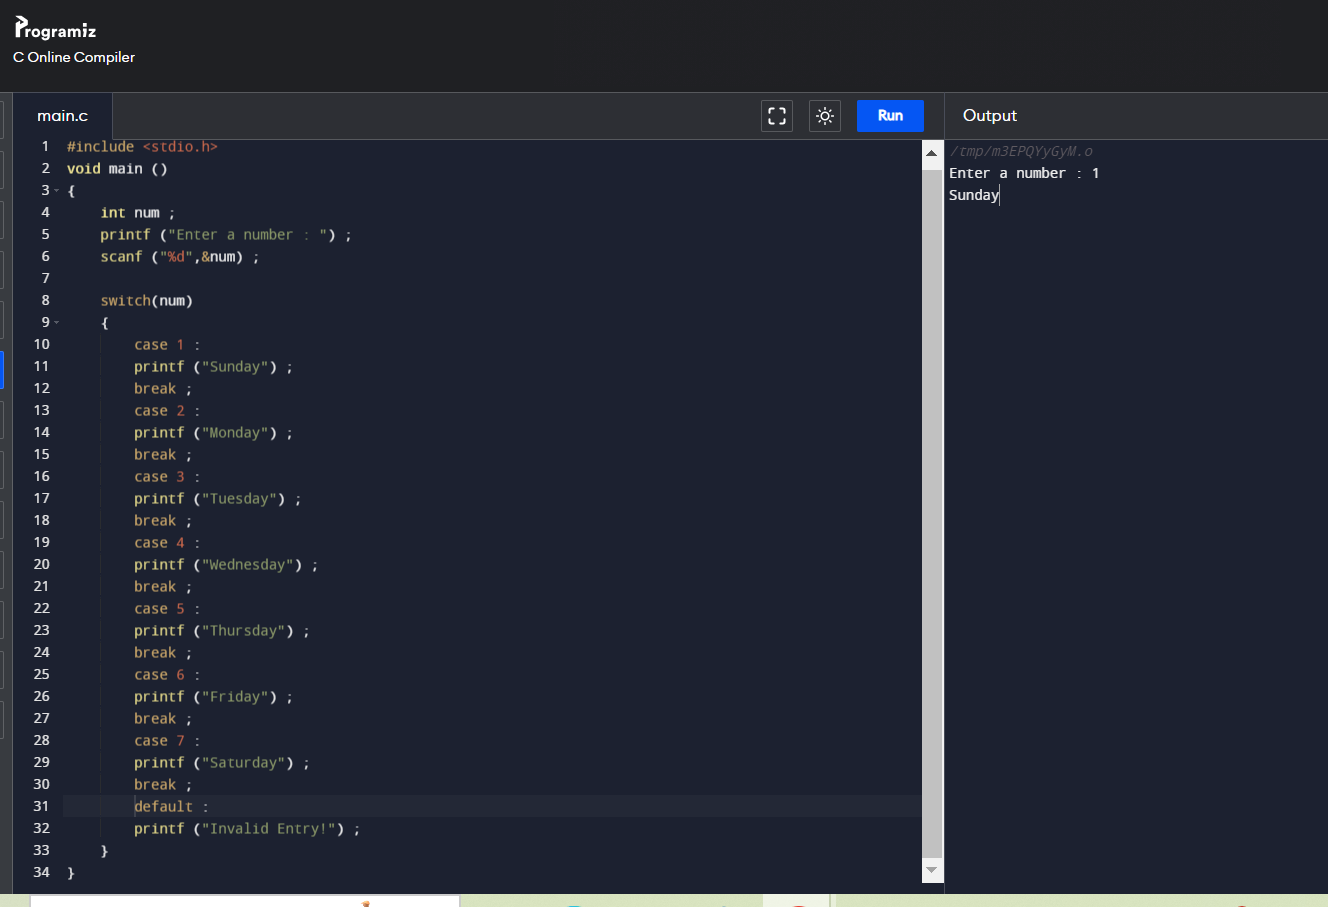 Programiz
C Online Compiler
main.c
Run
Output
1 #include <stdio.h>
2 void main ()
3 {
4 int num ;
5 printf ("Enter a number : ") ;
6 scanf ("%d",&num) ;
7
8 switch(num)
9 {
10 case 1 :
11 printf ("Sunday") ;
12 break ;
13 case 2 :
14 printf ("Monday") ;
15 break ;
16 case 3 :
17 printf ("Tuesday") ;
18 break ;
19 case 4 :
20 printf ("Wednesday") ;
21 break ;
22 case 5 :
23 printf ("Thursday") ;
24 break ;
25 case 6 :
26 printf ("Friday") ;
27 break ;
28 case 7 :
29 printf ("Saturday") ;
30 break ;
31 default :
32 printf ("Invalid Entry!") ;
33 }
34 }
/tmp/m3EPQYyGyM.o
Enter a number : 1
Sunday